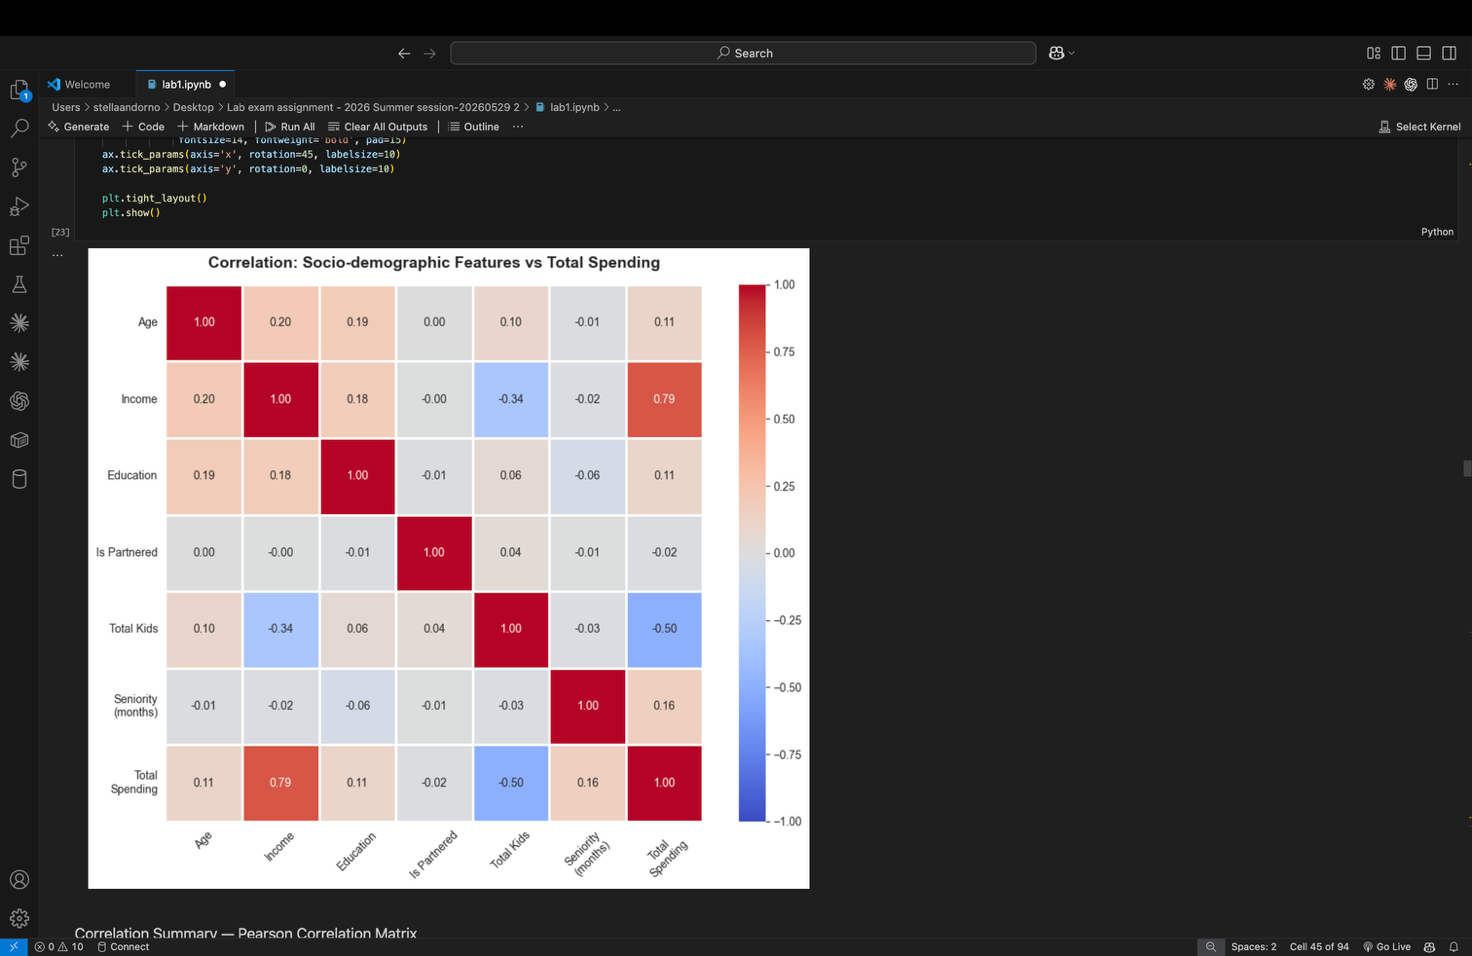 Search
Welcome
lab1.ipynb
Users > stellaandorno > Desktop > Lab exam assignment - 2026 Summer session-20260529 2 > lab1.ipynb > ...
Generate + Code + Markdown Run All Clear All Outputs Outline ...
Select Kernel
fontsize=14, fontweight='bold', pad=15)
ax.tick_params(axis='x', rotation=45, labelsize=10)
ax.tick_params(axis='y', rotation=0, labelsize=10)
plt.tight_layout()
plt.show()
[23]
Python
...
Correlation: Socio-demographic Features vs Total Spending
Age 1.00 0.20 0.19 0.00 0.10 -0.01 0.11
Income 0.20 1.00 0.18 -0.00 -0.34 -0.02 0.79
Education 0.19 0.18 1.00 -0.01 0.06 -0.06 0.11
Is Partnered 0.00 -0.00 -0.01 1.00 0.04 -0.01 -0.02
Total Kids 0.10 -0.34 0.06 0.04 1.00 -0.03 -0.50
Seniority
(months) -0.01 -0.02 -0.06 -0.01 -0.03 1.00 0.16
Total
Spending 0.11 0.79 0.11 -0.02 -0.50 0.16 1.00
Age
Income
Education
Is Partnered
Total Kids
Seniority
(months)
Total
Spending
1.00
0.75
0.50
0.25
0.00
−0.25
−0.50
−0.75
−1.00
Correlation Summary — Pearson Correlation Matrix
1
0 10 Connect
Spaces: 2 Cell 45 of 94 Go Live